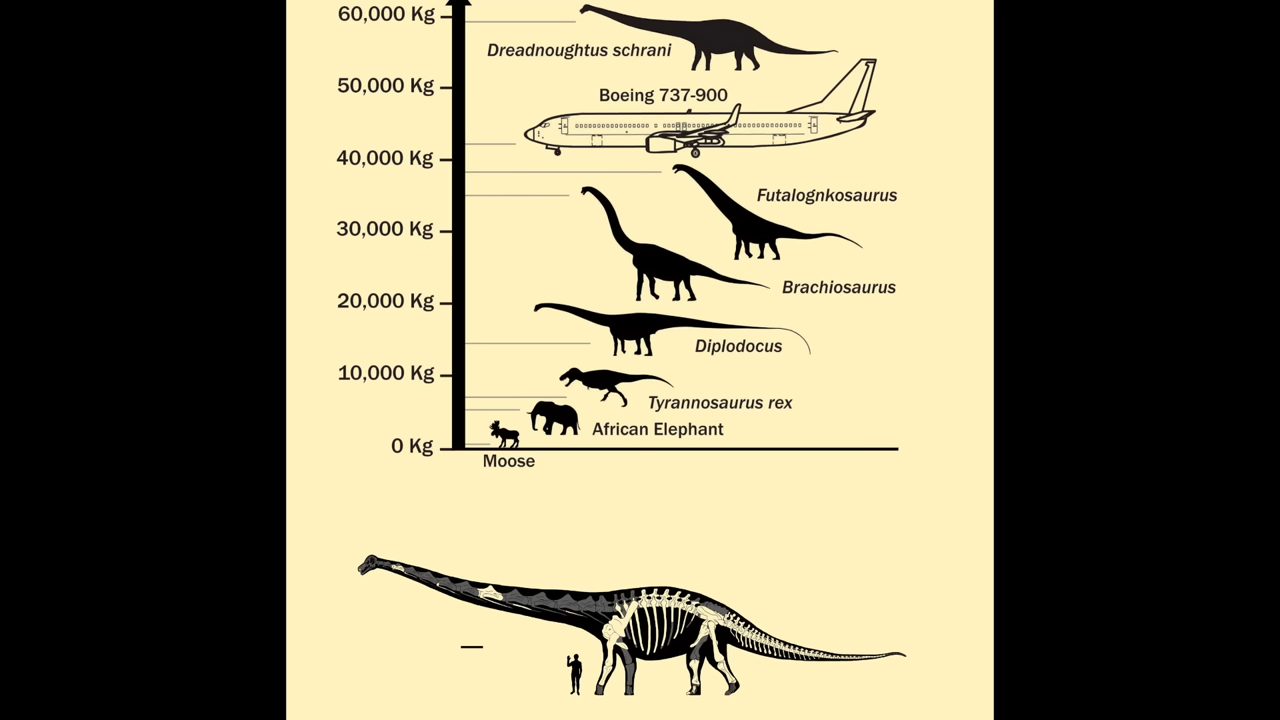 60,000 Kg
Dreadnoughtus schrani
50,000 Kg
Boeing 737-900
40,000 Kg
Futalognkosaurus
30,000 Kg
Brachiosaurus
20,000 Kg
Diplodocus
10,000 Kg
Tyrannosaurus rex
African Elephant
0 Kg
Moose